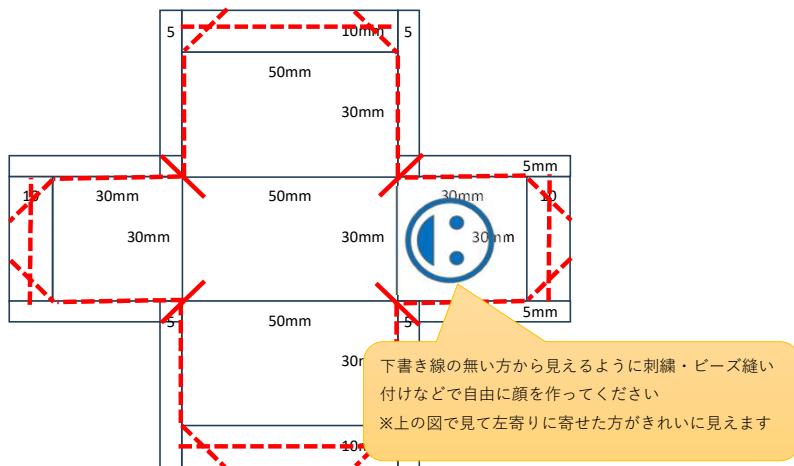 5
10mm
5
50mm
30mm
5mm
10
30mm
50mm
30mm
10
30mm
30mm
30mm
5mm
5
50mm
5
下書き線の無い方から見えるように刺繍・ビーズ縫い
付けなどで自由に顔を作ってください
※上の図で見て左寄りに寄せた方がきれいに見えます